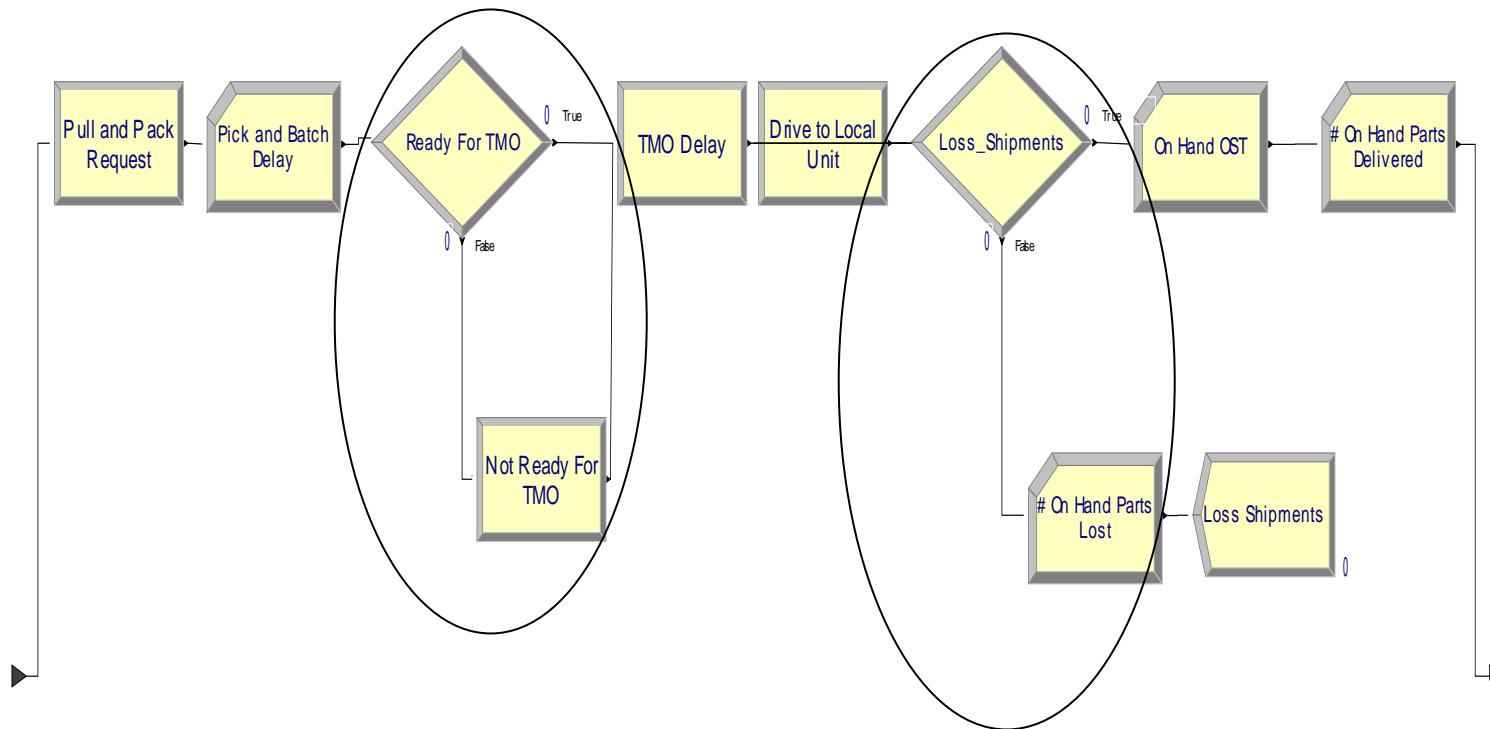 Pull and Pack
Request
Pick and Batch
Delay
Ready For TMO
0
True
0
False
Not Ready For
TMO
TMO Delay
Drive to Local
Unit
Loss_Shipments
0
True
0
False
On Hand OST
# On Hand Parts
Delivered
# On Hand Parts
Lost
Loss Shipments
0